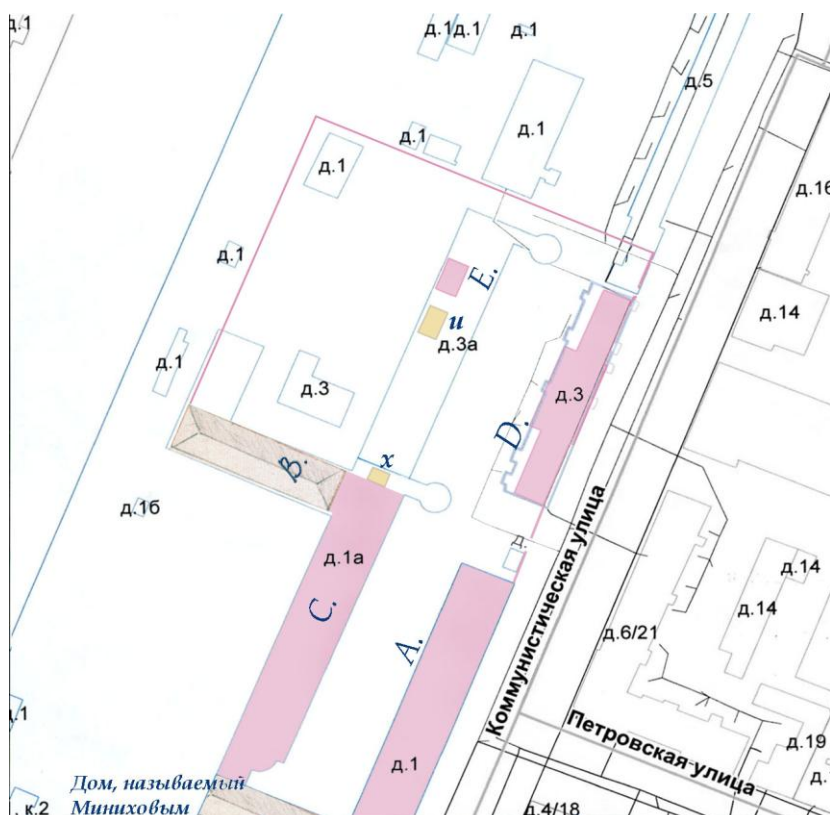 д.1
д.1
д.1
д.1
д.5
д.1
д.1
д.1
д.16
д.1
E.
и
д.3а
д.14
д.1
д.3
д.3
D.
B.
x
д.1б
д.1а
д.
C.
A.
Коммунистическая улица
д.14
д.14
д.6/21
д.1
д.1
Петровская улица
д.19
д.
Дом, называемый
Миниховым
к.2
д.4/18